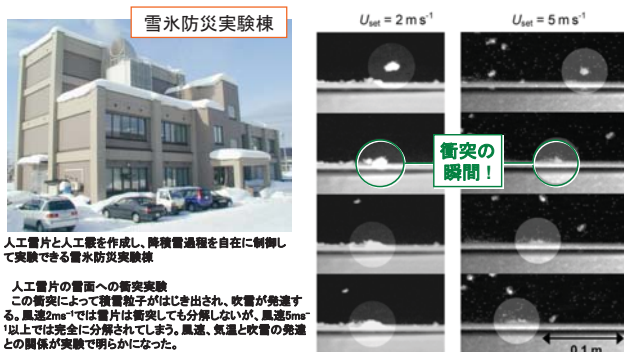 雪氷防災実験棟
人工雪片と人工霰を作成し、降積雪過程を自在に制御し
て実験できる雪氷防災実験棟
人工雪片の雪面への衝突実験
この衝突によって積雪粒子がはじき出され、吹雪が発達す
る。風速2ms⁻¹では雪片は衝突しても分解しないが、風速5ms⁻
¹以上では完全に分解されてしまう。風速、気温と吹雪の発達
との関係が実験で明らかになった。
Uset = 2 m s⁻¹
Uset = 5 m s⁻¹
衝突の
瞬間！
0.1 m